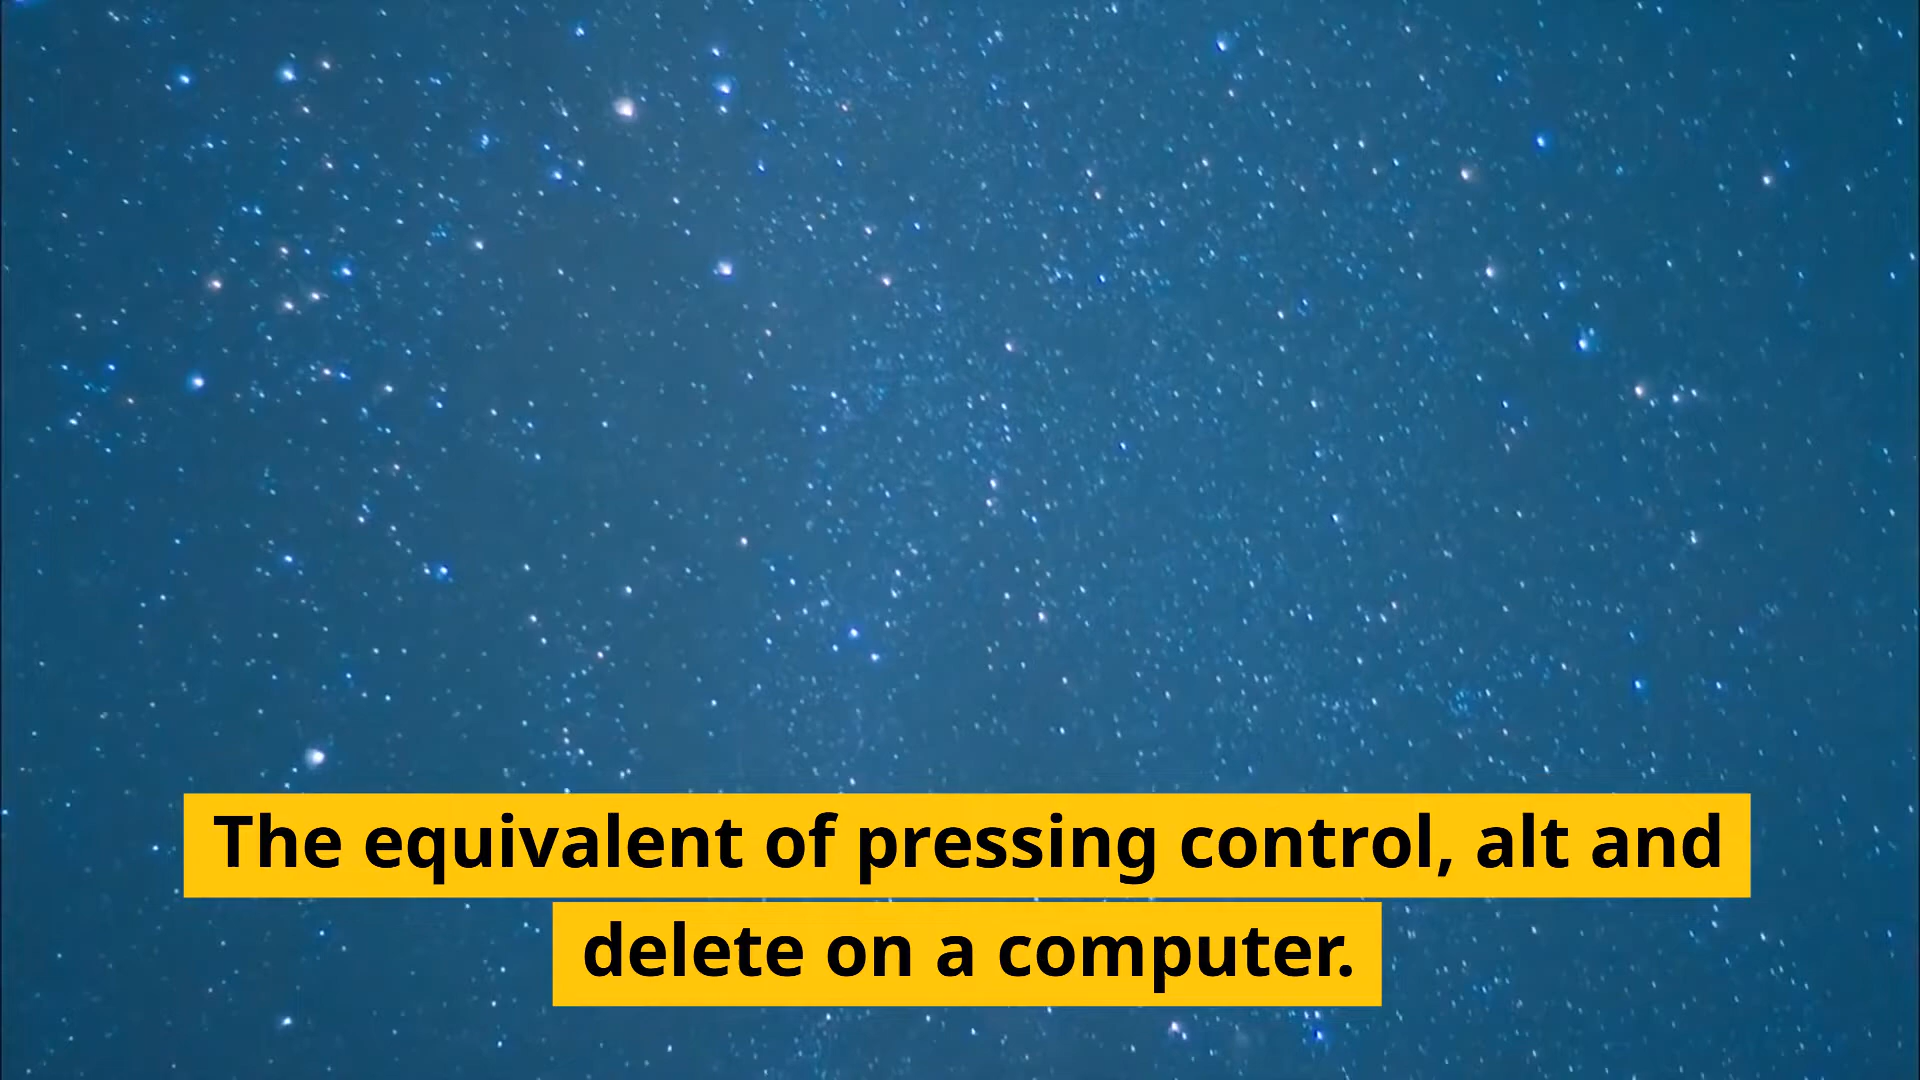 The equivalent of pressing control, alt and
delete on a computer.